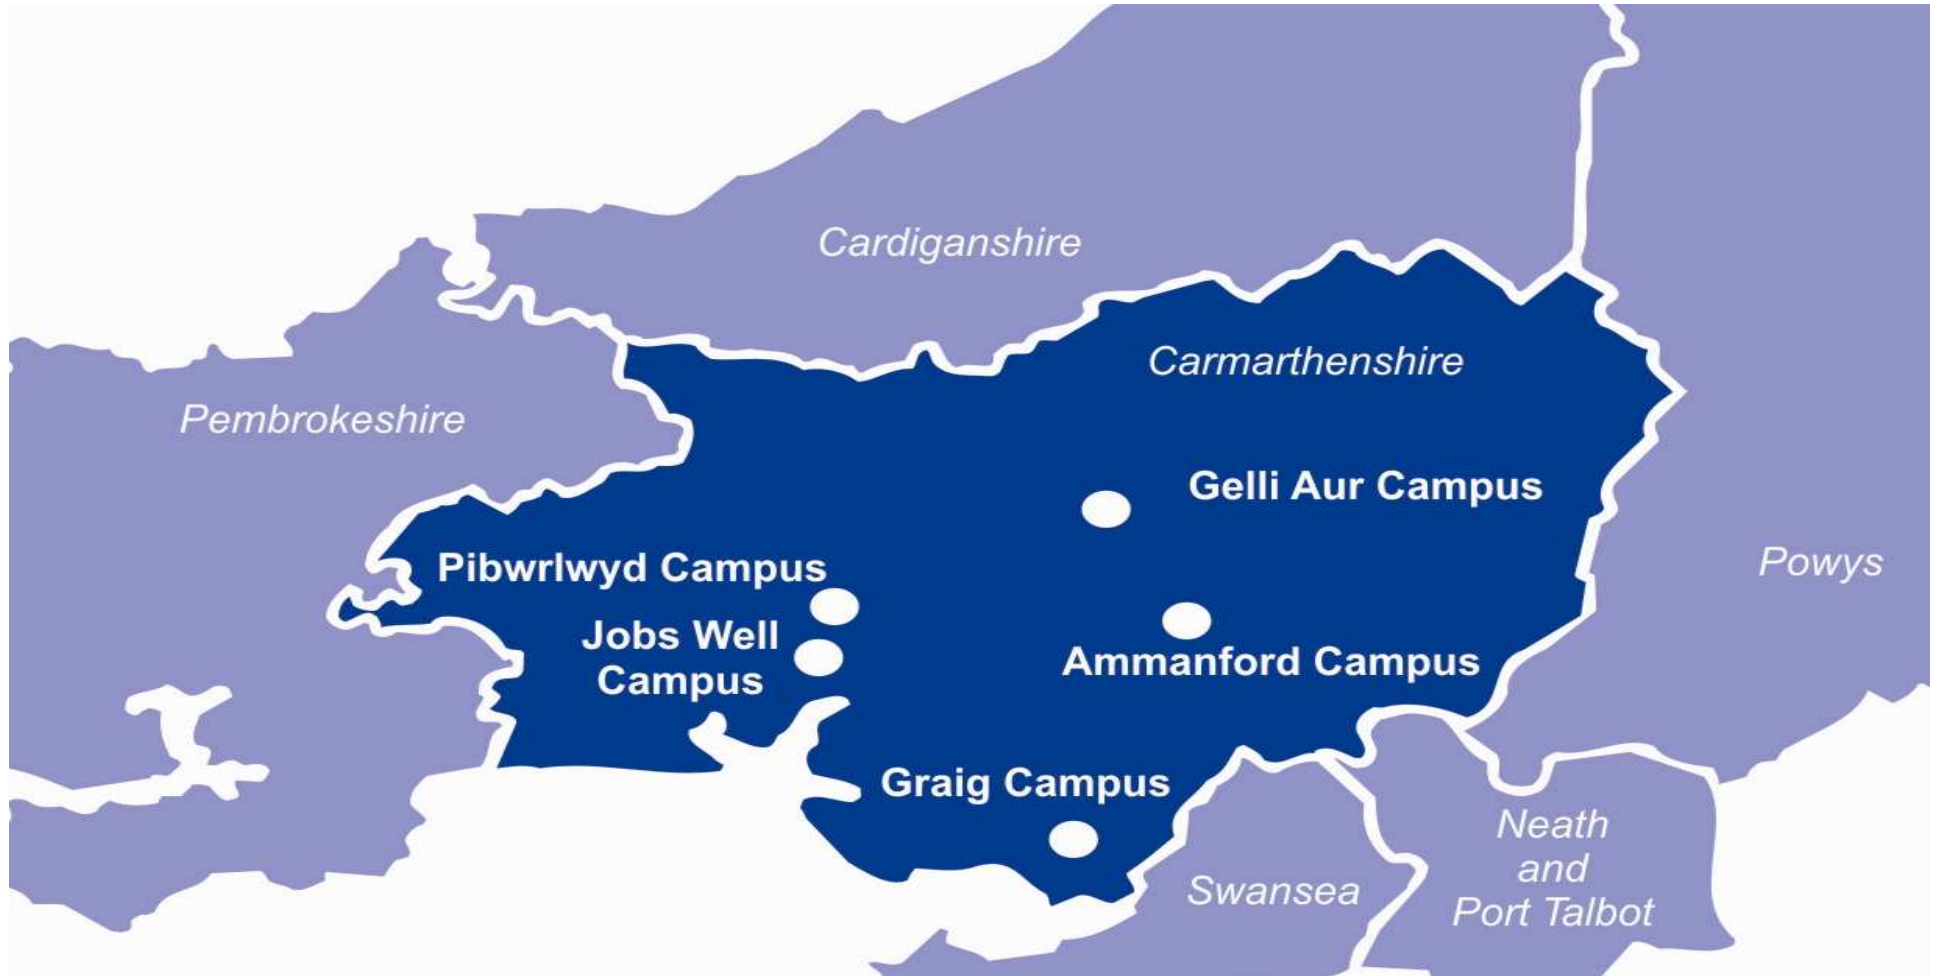 Cardiganshire
Carmarthenshire
Pembrokeshire
Gelli Aur Campus
Pibwrlwyd Campus
Powys
Jobs Well
Campus
Ammanford Campus
Graig Campus
Neath
and
Port Talbot
Swansea